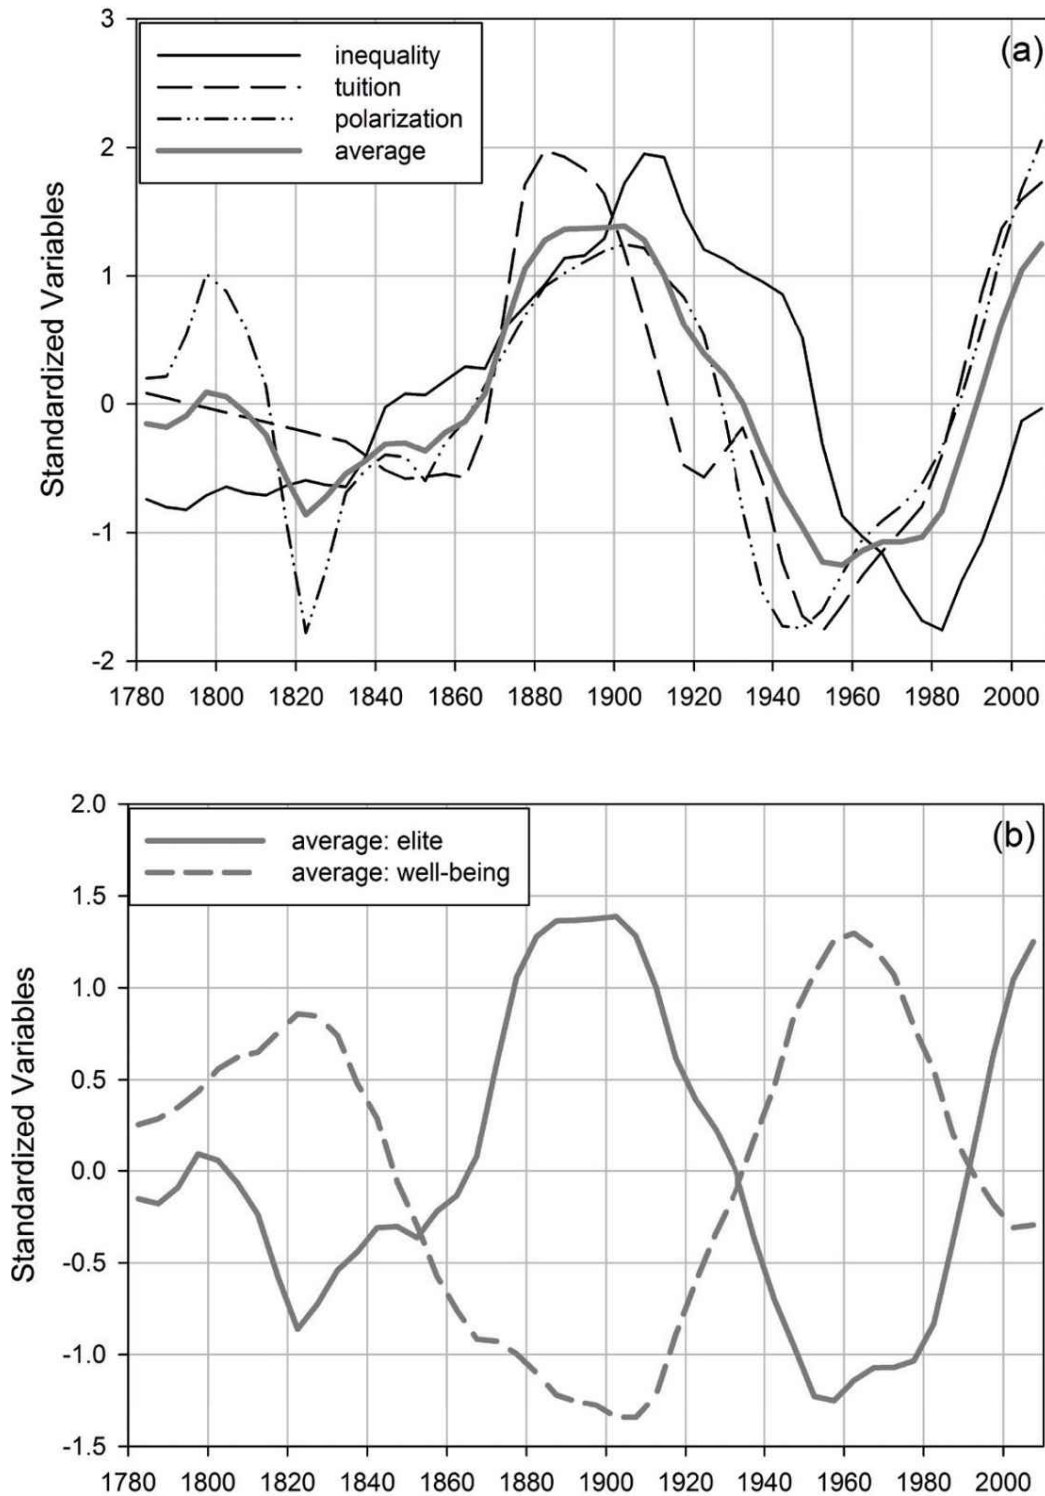 (a)
inequality
tuition
polarization
average
Standardized Variables
3
2
1
0
-1
-2
1780 1800 1820 1840 1860 1880 1900 1920 1940 1960 1980 2000
(b)
average: elite
average: well-being
Standardized Variables
2.0
1.5
1.0
0.5
0.0
-0.5
-1.0
-1.5
1780 1800 1820 1840 1860 1880 1900 1920 1940 1960 1980 2000